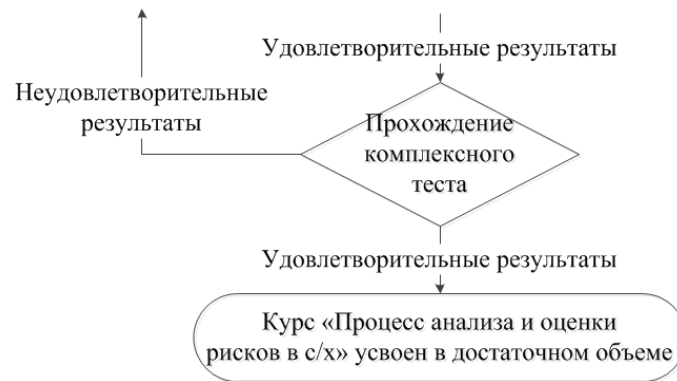 Удовлетворительные результаты
Неудовлетворительные
результаты
Прохождение
комплексного
теста
Удовлетворительные результаты
Курс «Процесс анализа и оценки
рисков в с/х» усвоен в достаточном объеме